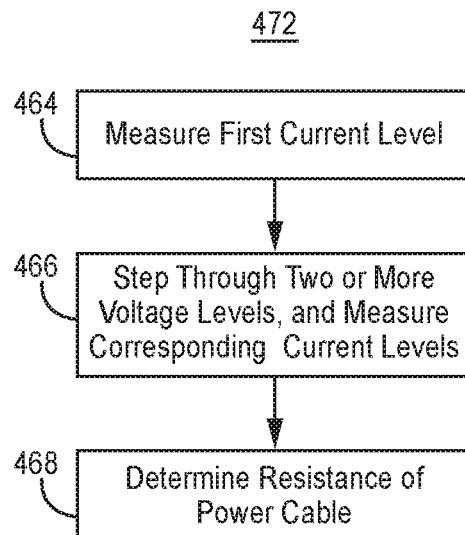 472
464
Measure First Current Level
466
Step Through Two or More
Voltage Levels, and Measure
Corresponding Current Levels
468
Determine Resistance of
Power Cable